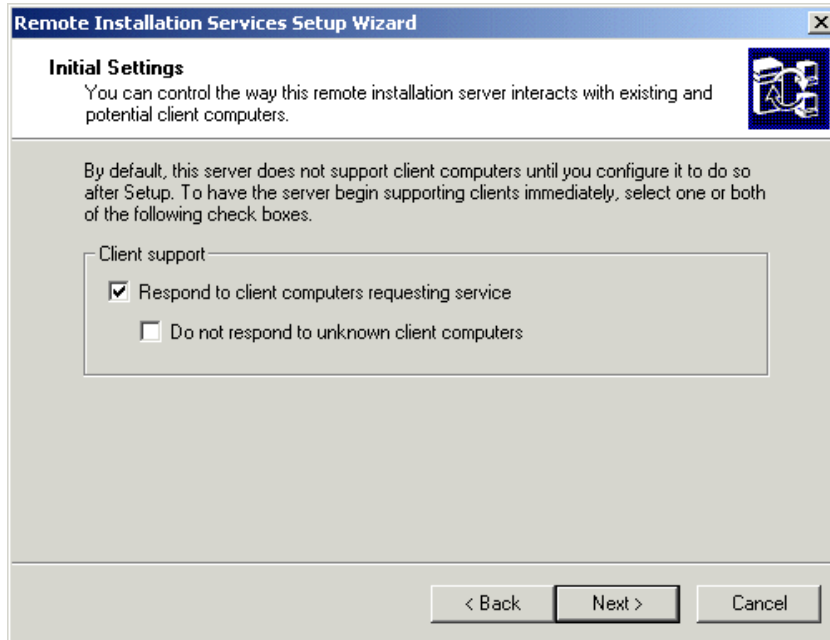 Remote Installation Services Setup Wizard
Initial Settings
You can control the way this remote installation server interacts with existing and
potential client computers.
By default, this server does not support client computers until you configure it to do so
after Setup. To have the server begin supporting clients immediately, select one or both
of the following check boxes.
Client support
Respond to client computers requesting service
Do not respond to unknown client computers
< Back
Next >
Cancel